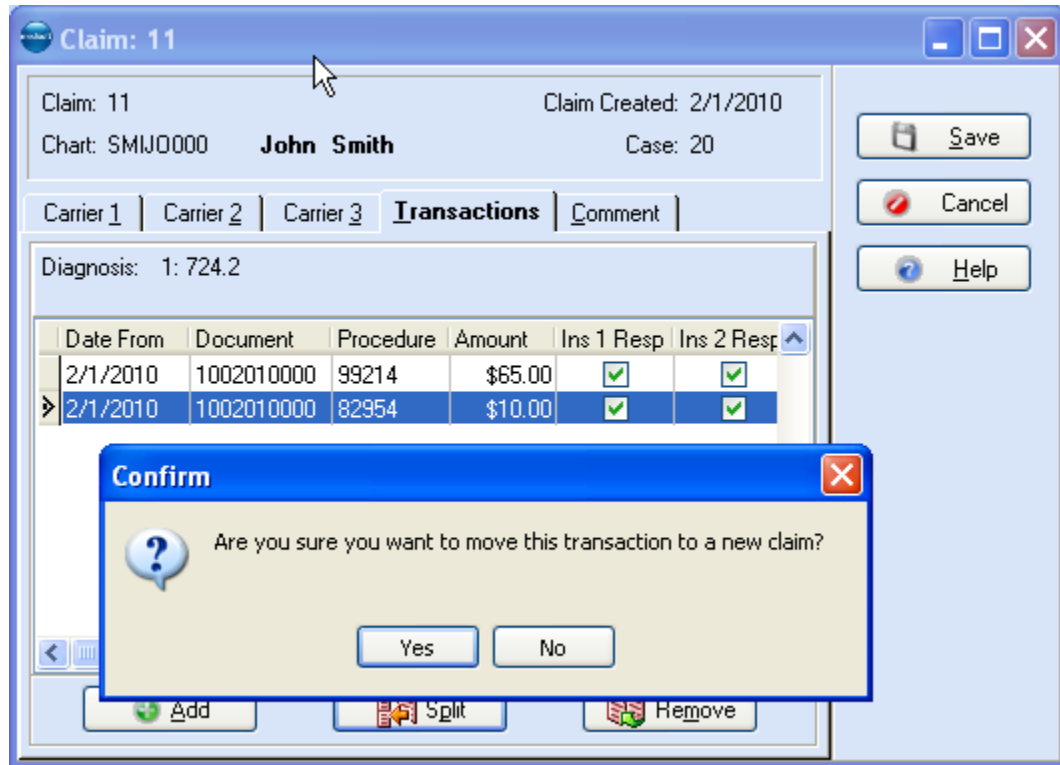 Claim: 11
Claim: 11 Claim Created: 2/1/2010
Chart: SMIJO000 John Smith Case: 20
Save
Cancel
Help
Carrier 1 Carrier 2 Carrier 3 Transactions Comment
Diagnosis: 1: 724.2
Date From Document Procedure Amount Ins 1 Resp Ins 2 Resp
2/1/2010 1002010000 99214 $65.00
2/1/2010 1002010000 82954 $10.00
Confirm
Are you sure you want to move this transaction to a new claim?
Yes No
Add Split Remove